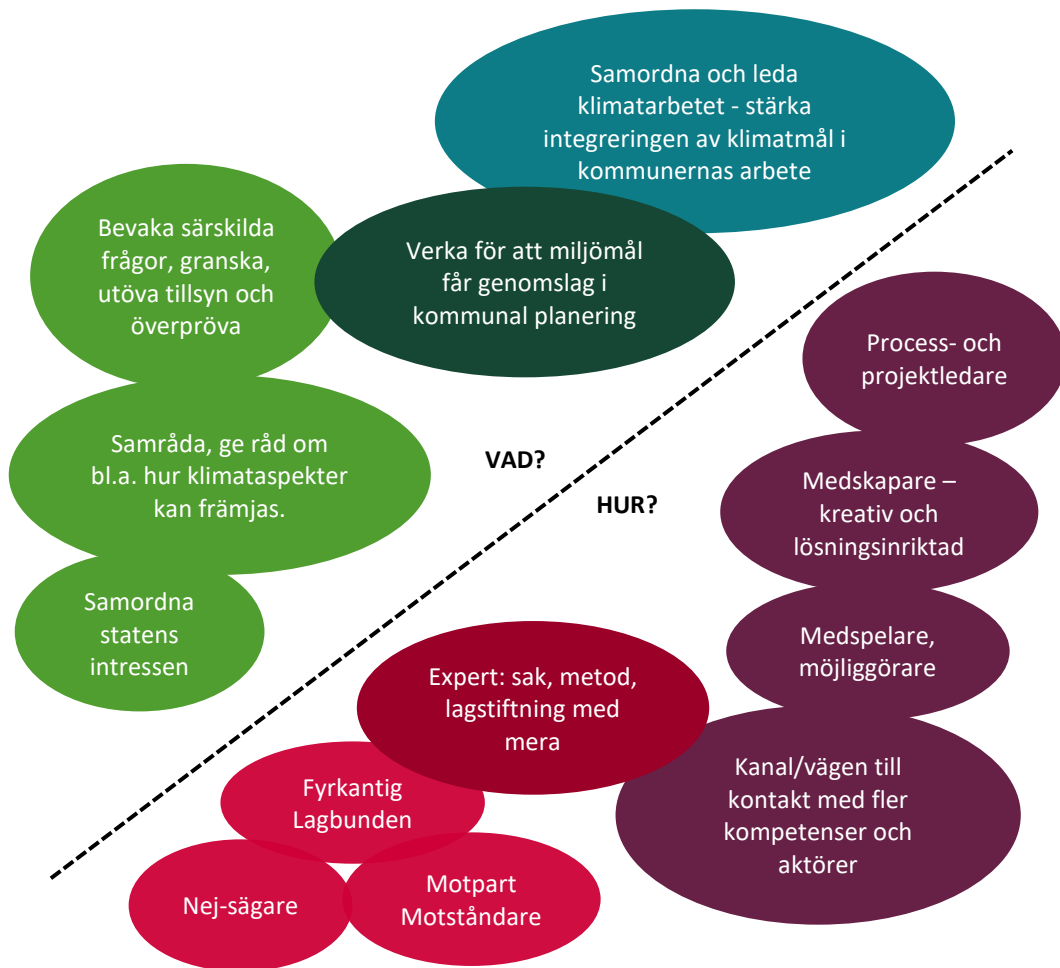 Samordna och leda
klimatarbetet - stärka
integreringen av klimatmål i
kommunernas arbete
Bevaka särskilda
frågor, granska,
utöva tillsyn och
överpröva
Verka för att miljömål
får genomslag i
kommunal planering
Process- och
projektledare
Samråda, ge råd om
bl.a. hur klimataspekter
kan främjas.
VAD?
HUR?
Medskapare –
kreativ och
lösningsinriktad
Samordna
statens
intressen
Medspelare,
möjliggörare
Expert: sak, metod,
lagstiftning med
mera
Kanal/vägen till
kontakt med fler
kompetenser och
aktörer
Fyrkantig
Lagbunden
Nej-sägare
Motpart
Motståndare